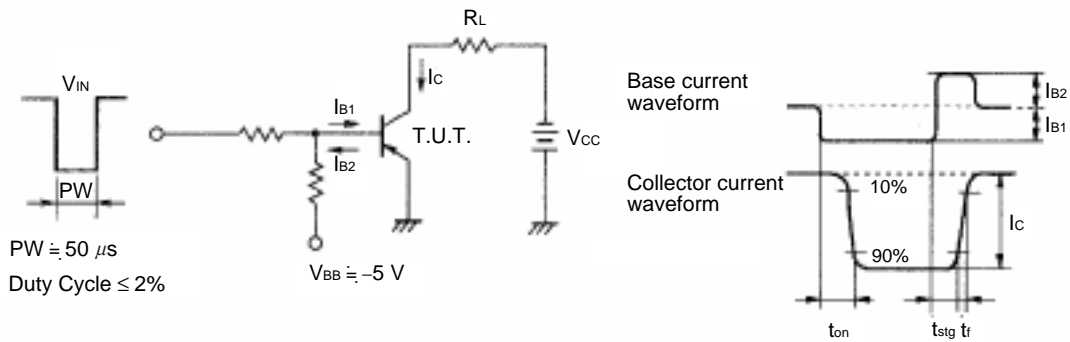 VIN
PW
PW ≒ 50 μs
Duty Cycle ≤ 2%
RL
IC
IB1
IB2
T.U.T.
VCC
VBB ≒ −5 V
Base current
waveform
IB2
IB1
Collector current
waveform
10%
90%
IC
ton
tstg
tf